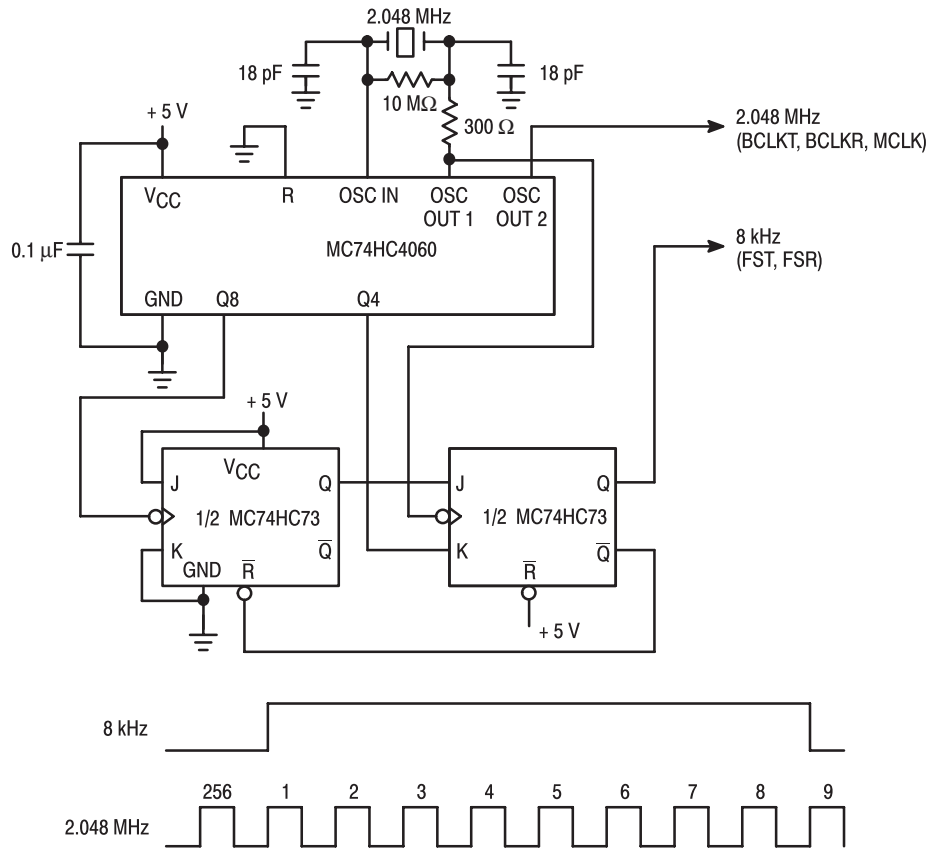 2.048 MHz
18 pF
18 pF
10 MΩ
300 Ω
+ 5 V
2.048 MHz
(BCLKT, BCLKR, MCLK)
VCC
R
OSC IN
OSC
OUT 1
OSC
OUT 2
0.1 µF
MC74HC4060
8 kHz
(FST, FSR)
GND
Q8
Q4
+ 5 V
VCC
J
Q
1/2 MC74HC73
K
Q̅
GND
R̅
J
Q
1/2 MC74HC73
K
Q̅
R̅
+ 5 V
8 kHz
256 1 2 3 4 5 6 7 8 9
2.048 MHz